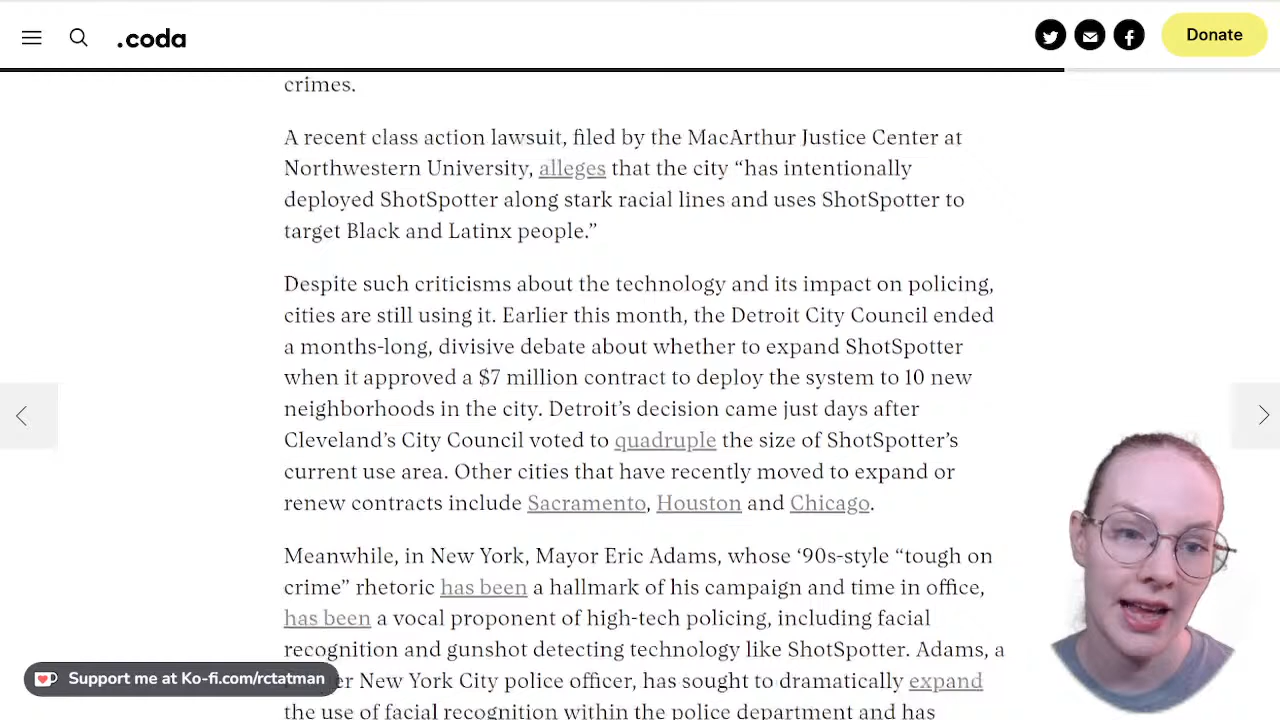 .coda
Donate
crimes.
A recent class action lawsuit, filed by the MacArthur Justice Center at
Northwestern University, alleges that the city “has intentionally
deployed ShotSpotter along stark racial lines and uses ShotSpotter to
target Black and Latinx people.”
Despite such criticisms about the technology and its impact on policing,
cities are still using it. Earlier this month, the Detroit City Council ended
a months-long, divisive debate about whether to expand ShotSpotter
when it approved a $7 million contract to deploy the system to 10 new
neighborhoods in the city. Detroit’s decision came just days after
Cleveland’s City Council voted to quadruple the size of ShotSpotter’s
current use area. Other cities that have recently moved to expand or
renew contracts include Sacramento, Houston and Chicago.
Meanwhile, in New York, Mayor Eric Adams, whose ‘90s-style “tough on
crime” rhetoric has been a hallmark of his campaign and time in office,
has been a vocal proponent of high-tech policing, including facial
recognition and gunshot detecting technology like ShotSpotter. Adams, a
New York City police officer, has sought to dramatically expand
the use of facial recognition within the police department and has
Support me at Ko-fi.com/rctatman